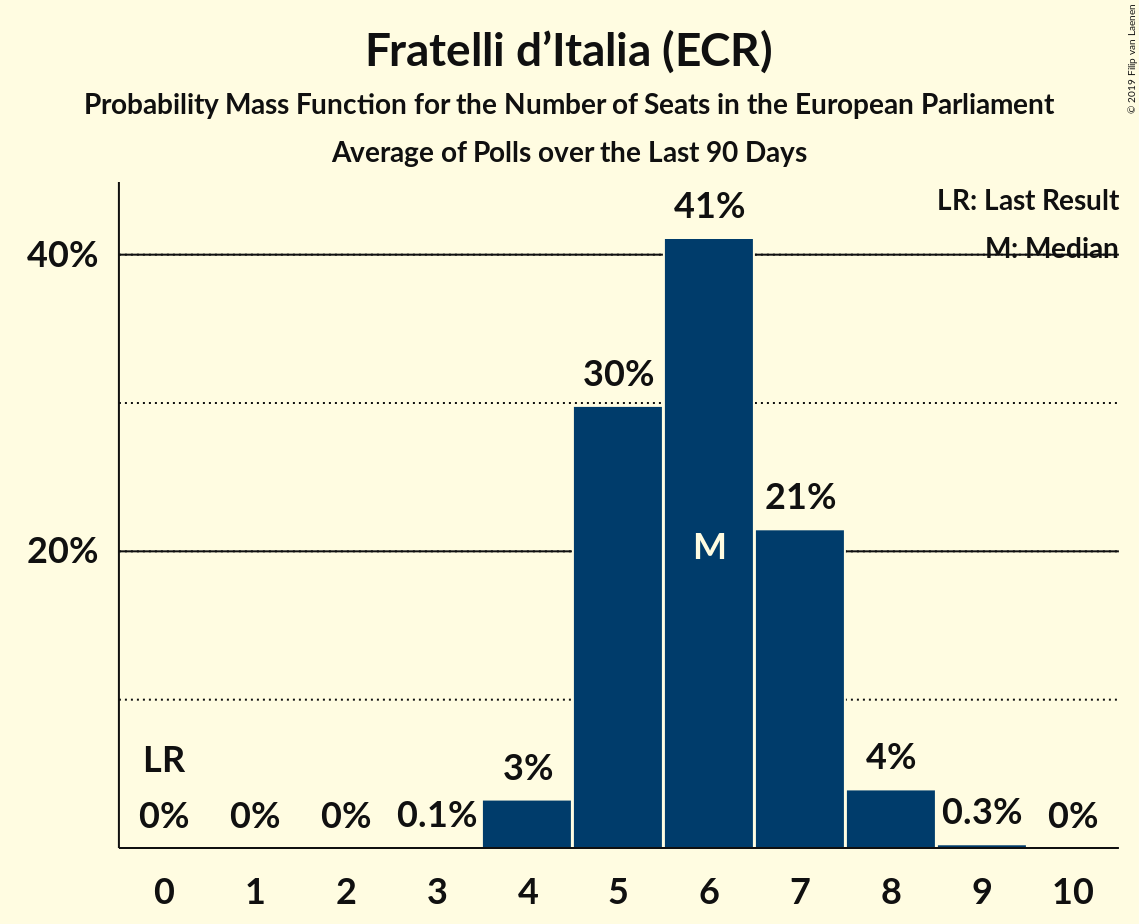 Fratelli d’Italia (ECR)
Probability Mass Function for the Number of Seats in the European Parliament
Average of Polls over the Last 90 Days
© 2019 Filip van Laenen
LR: Last Result
M: Median
40%
20%
41%
30%
21%
M
LR
0%
0%
0%
0.1%
3%
4%
0.3%
0%
0 1 2 3 4 5 6 7 8 9 10